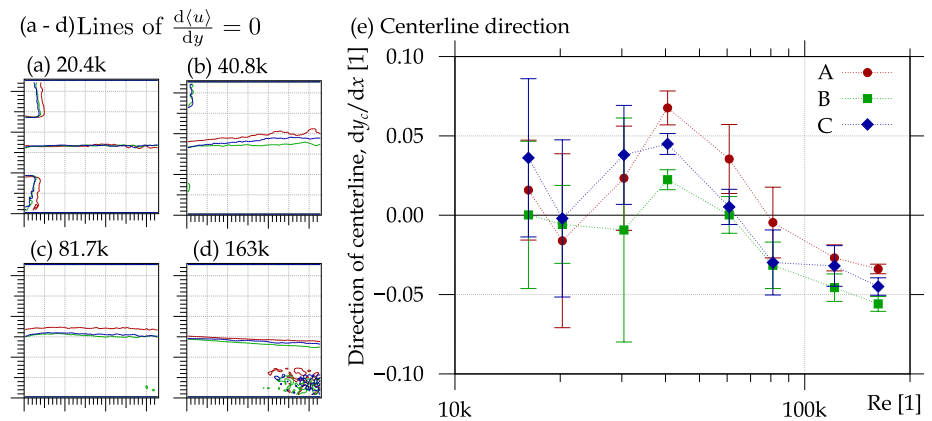 (a - d) Lines of d⟨u⟩/dy = 0
(a) 20.4k
(b) 40.8k
(c) 81.7k
(d) 163k
(e) Centerline direction
Direction of centerline, dy_c/dx [1]
0.10
0.05
0.00
−0.05
−0.10
A
B
C
10k
100k
Re [1]